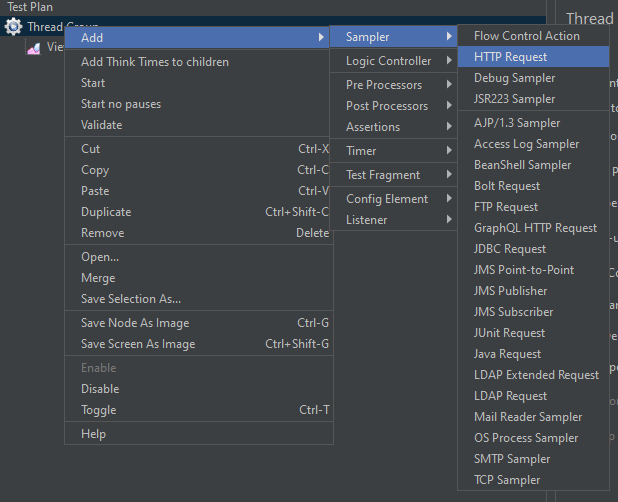 Test Plan
Thread Group
View
Add
Add Think Times to children
Start
Start no pauses
Validate
Cut Ctrl-X
Copy Ctrl-C
Paste Ctrl-V
Duplicate Ctrl+Shift-C
Remove Delete
Open...
Merge
Save Selection As...
Save Node As Image Ctrl-G
Save Screen As Image Ctrl+Shift-G
Enable
Disable
Toggle Ctrl-T
Help
Sampler
Logic Controller
Pre Processors
Post Processors
Assertions
Timer
Test Fragment
Config Element
Listener
Flow Control Action
HTTP Request
Debug Sampler
JSR223 Sampler
AJP/1.3 Sampler
Access Log Sampler
BeanShell Sampler
Bolt Request
FTP Request
GraphQL HTTP Request
JDBC Request
JMS Point-to-Point
JMS Publisher
JMS Subscriber
JUnit Request
Java Request
LDAP Extended Request
LDAP Request
Mail Reader Sampler
OS Process Sampler
SMTP Sampler
TCP Sampler
Thread